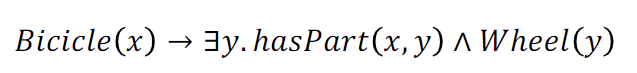 Bicicle(x) → ∃y. hasPart(x, y) ∧ Wheel(y)